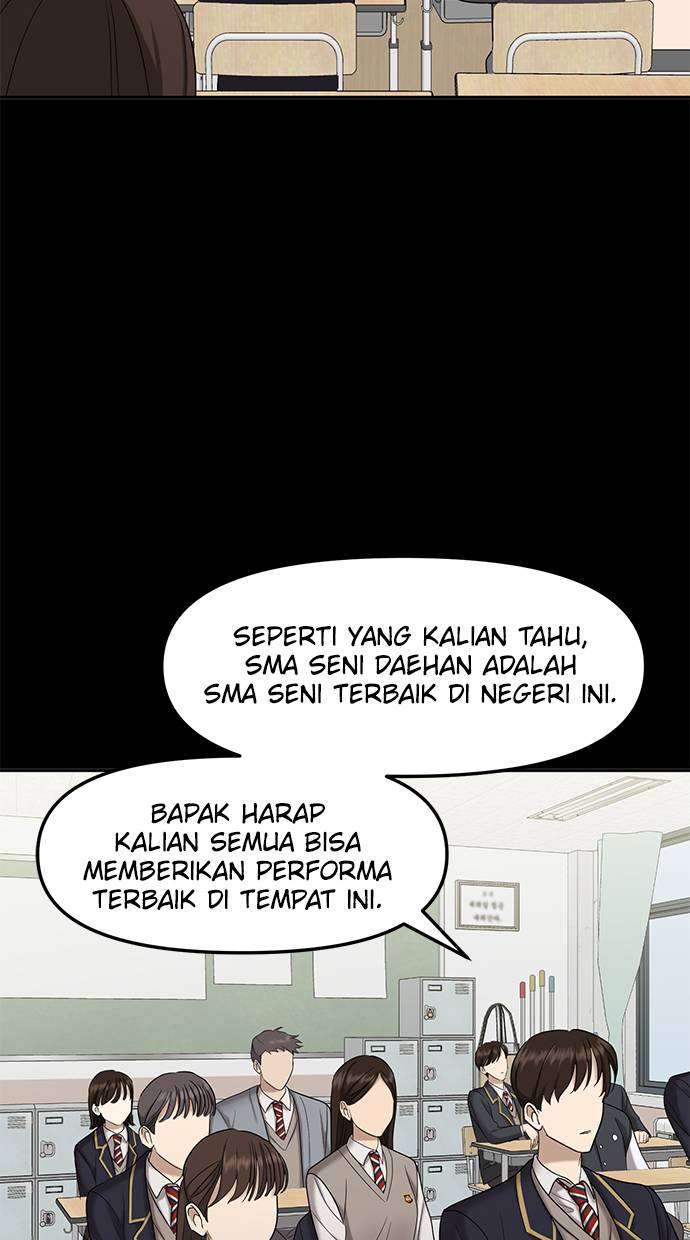 SEPERTI YANG KALIAN TAHU,
SMA SENI DAEHAN ADALAH
SMA SENI TERBAIK DI NEGERI INI.
BAPAK HARAP
KALIAN SEMUA BISA
MEMBERIKAN PERFORMA
TERBAIK DI TEMPAT INI.